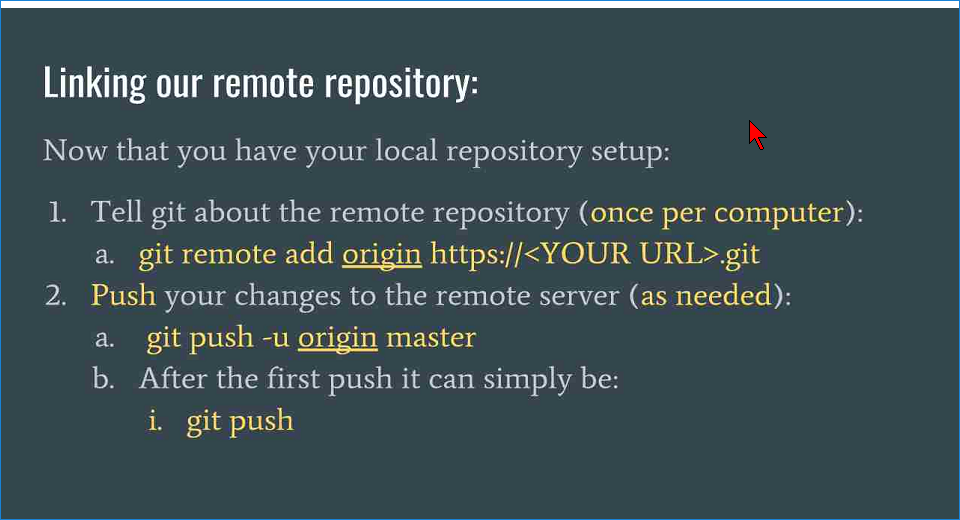 Linking our remote repository:
Now that you have your local repository setup:
1. Tell git about the remote repository (once per computer):
a. git remote add origin https://<YOUR URL>.git
2. Push your changes to the remote server (as needed):
a. git push -u origin master
b. After the first push it can simply be:
i. git push